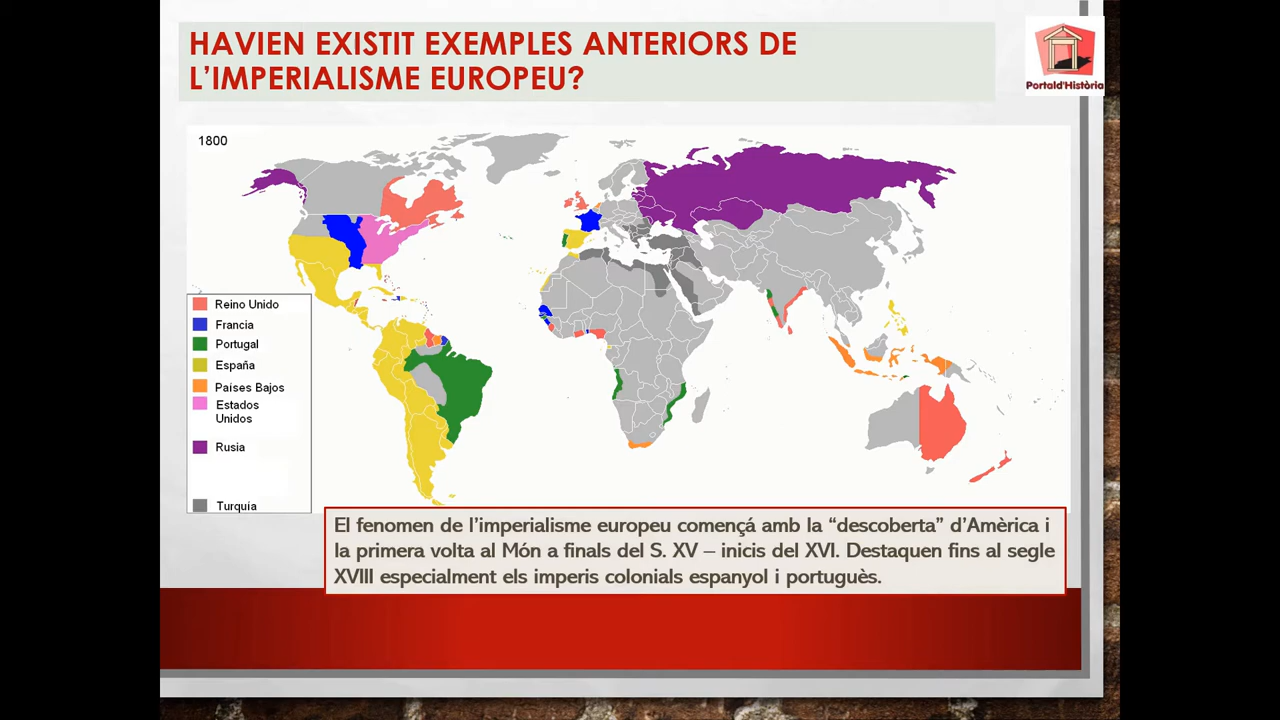 HAVIEN EXISTIT EXEMPLES ANTERIORS DE
L'IMPERIALISME EUROPEU?
Portald'Història
1800
Reino Unido
Francia
Portugal
España
Países Bajos
Estados
Unidos
Rusia
Turquía
El fenomen de l'imperialisme europeu començá amb la “descoberta” d'Amèrica i
la primera volta al Món a finals del S. XV – inicis del XVI. Destaquen fins al segle
XVIII especialment els imperis colonials espanyol i portuguès.